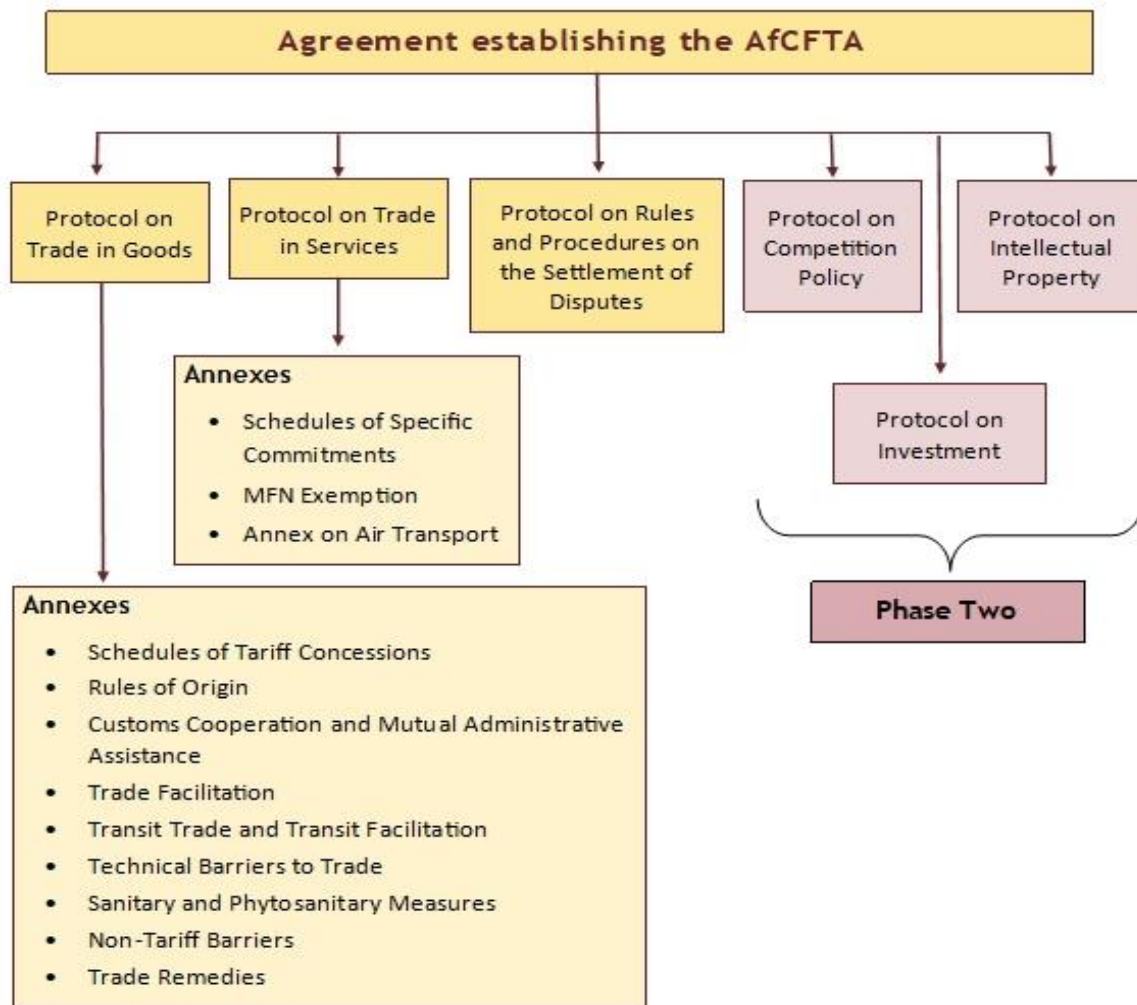 Agreement establishing the AfCFTA
Protocol on
Trade in Goods
Protocol on Trade
in Services
Protocol on Rules
and Procedures on
the Settlement of
Disputes
Protocol on
Competition
Policy
Protocol on
Intellectual
Property
Protocol on
Investment
Phase Two
Annexes
• Schedules of Specific
Commitments
• MFN Exemption
• Annex on Air Transport
Annexes
• Schedules of Tariff Concessions
• Rules of Origin
• Customs Cooperation and Mutual Administrative
Assistance
• Trade Facilitation
• Transit Trade and Transit Facilitation
• Technical Barriers to Trade
• Sanitary and Phytosanitary Measures
• Non-Tariff Barriers
• Trade Remedies